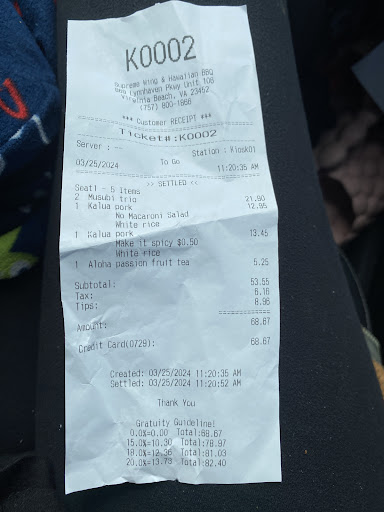 K0002
Supreme Wing & Hawaiian BBQ
Lynnhaven Pkwy Unit 106
Virginia Beach, VA 23452
(757) 800-1866
*** Customer RECEIPT ***
Ticket#:K0002
Server: --
Station: Kiosk01
03/25/2024 To Go 11:20:35 AM
>> SETTLED <<
Seat1 - 5 items
2 Musubi trio 21.90
1 Kalua pork 12.95
No Macaroni Salad
White rice
1 Kalua pork 13.45
Make it spicy $0.50
White rice
1 Aloha passion fruit tea 5.25
Subtotal: 53.55
Tax: 6.16
Tips: 8.96
Amount: 68.67
Credit Card(0729): 68.67
Created: 03/25/2024 11:20:35 AM
Settled: 03/25/2024 11:20:52 AM
Thank You
Gratuity Guideline!
0.0%=0.00 Total:68.67
15.0%=10.30 Total:78.97
18.0%=12.36 Total:81.03
20.0%=13.73 Total:82.40